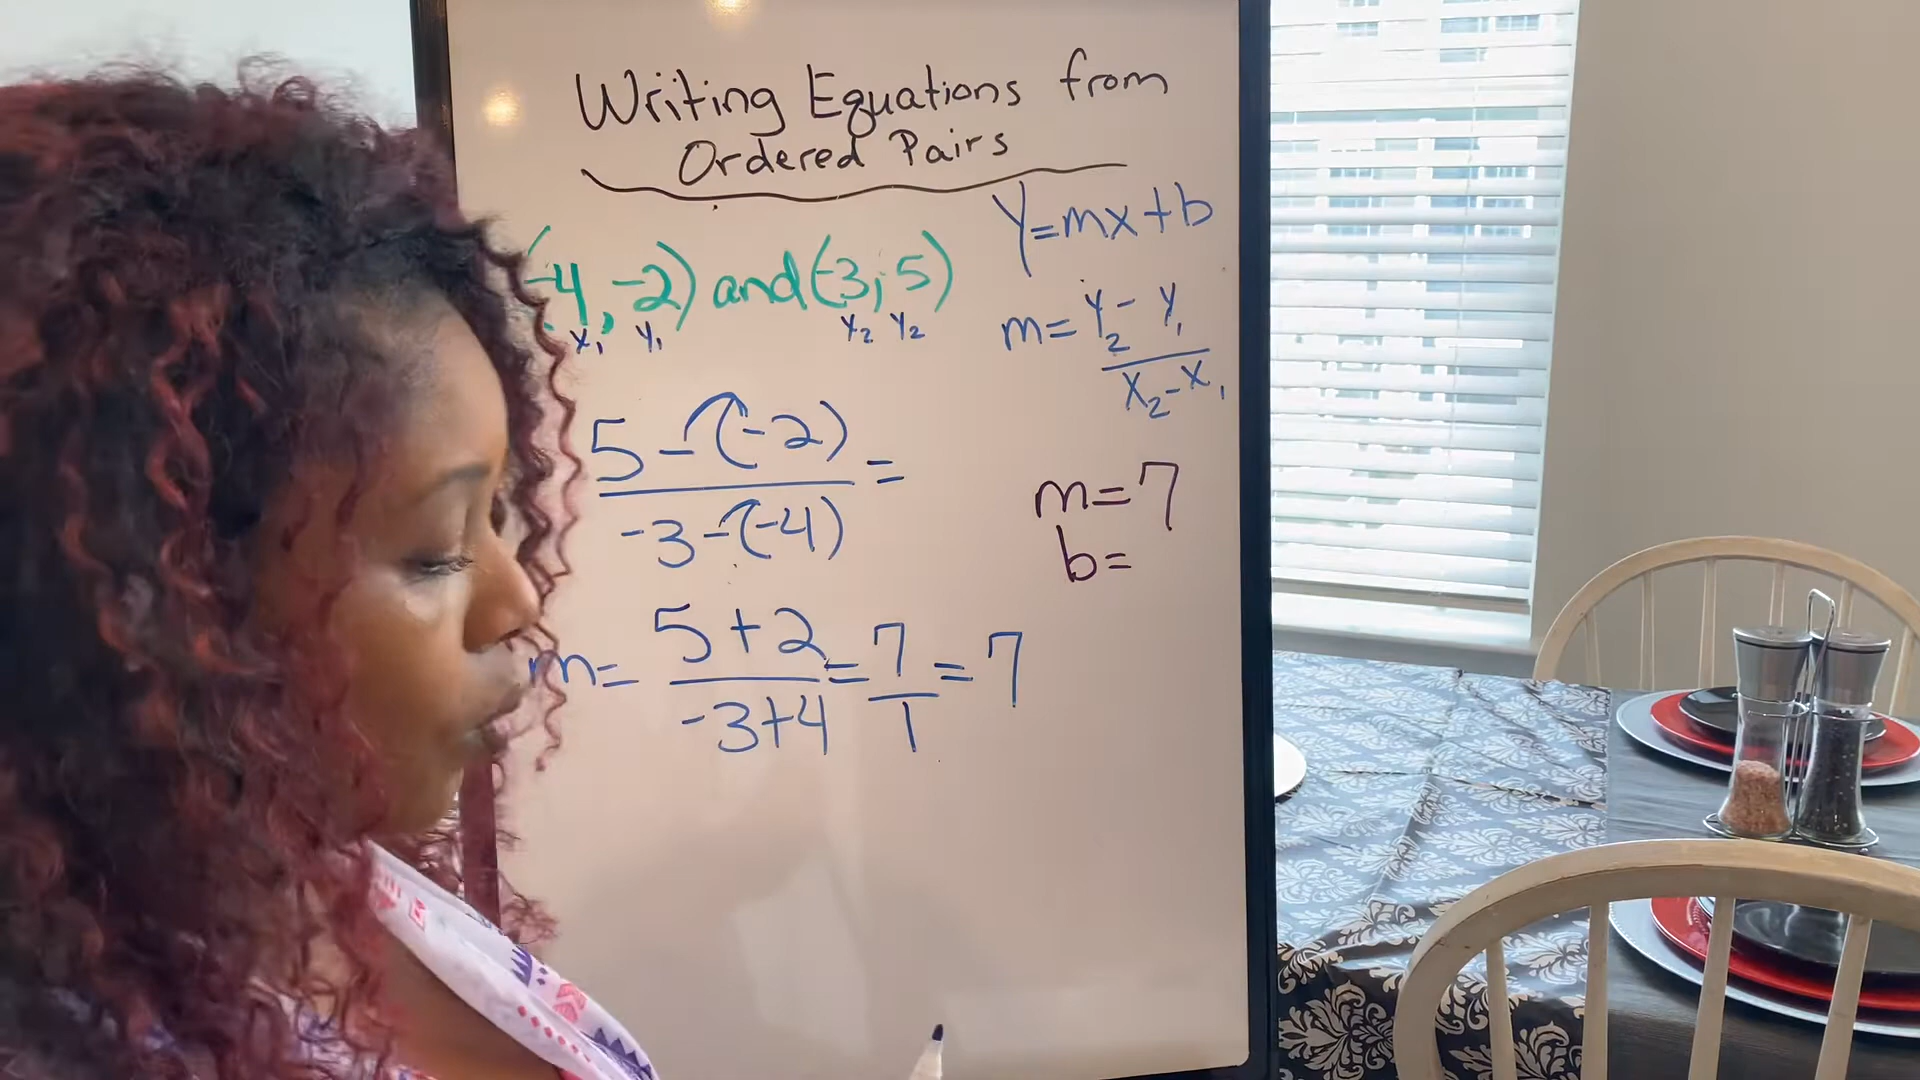 Writing Equations from
Ordered Pairs
y=mx+b
(-4, -2) and (-3, 5)
x₁ y₁ x₂ y₂
m= y₂ - y₁
x₂ - x₁
5 - (-2) =
-3 - (-4)
m=7
b=
m= 5+2 = 7 = 7
-3+4 1